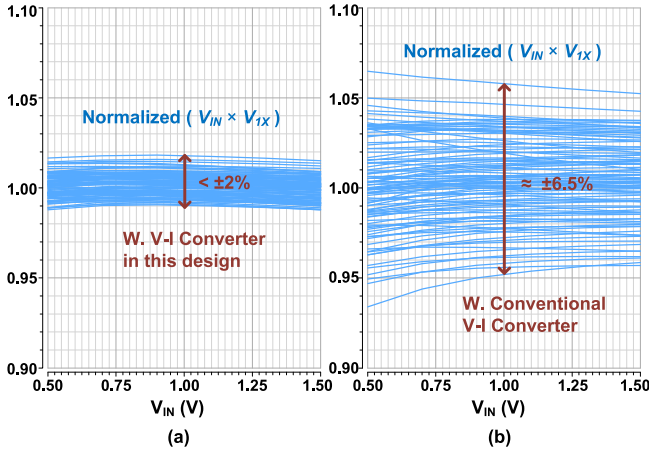 1.10
1.05
1.00
0.95
0.90
Normalized ( VIN × V1X )
< ±2%
W. V-I Converter
in this design
0.50 0.75 1.00 1.25 1.50
VIN (V)
(a)
1.10
1.05
1.00
0.95
0.90
Normalized ( VIN × V1X )
≈ ±6.5%
W. Conventional
V-I Converter
0.50 0.75 1.00 1.25 1.50
VIN (V)
(b)